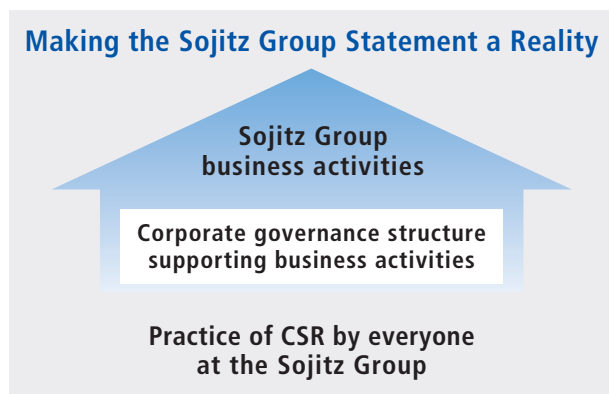 Making the Sojitz Group Statement a Reality
Sojitz Group
business activities
Corporate governance structure
supporting business activities
Practice of CSR by everyone
at the Sojitz Group